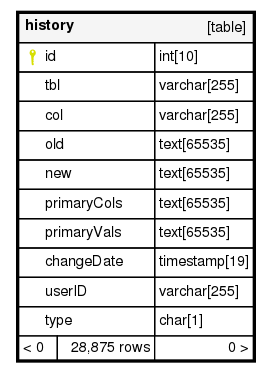 history [table]
id int[10]
tbl varchar[255]
col varchar[255]
old text[65535]
new text[65535]
primaryCols text[65535]
primaryVals text[65535]
changeDate timestamp[19]
userID varchar[255]
type char[1]
< 0 28,875 rows 0 >